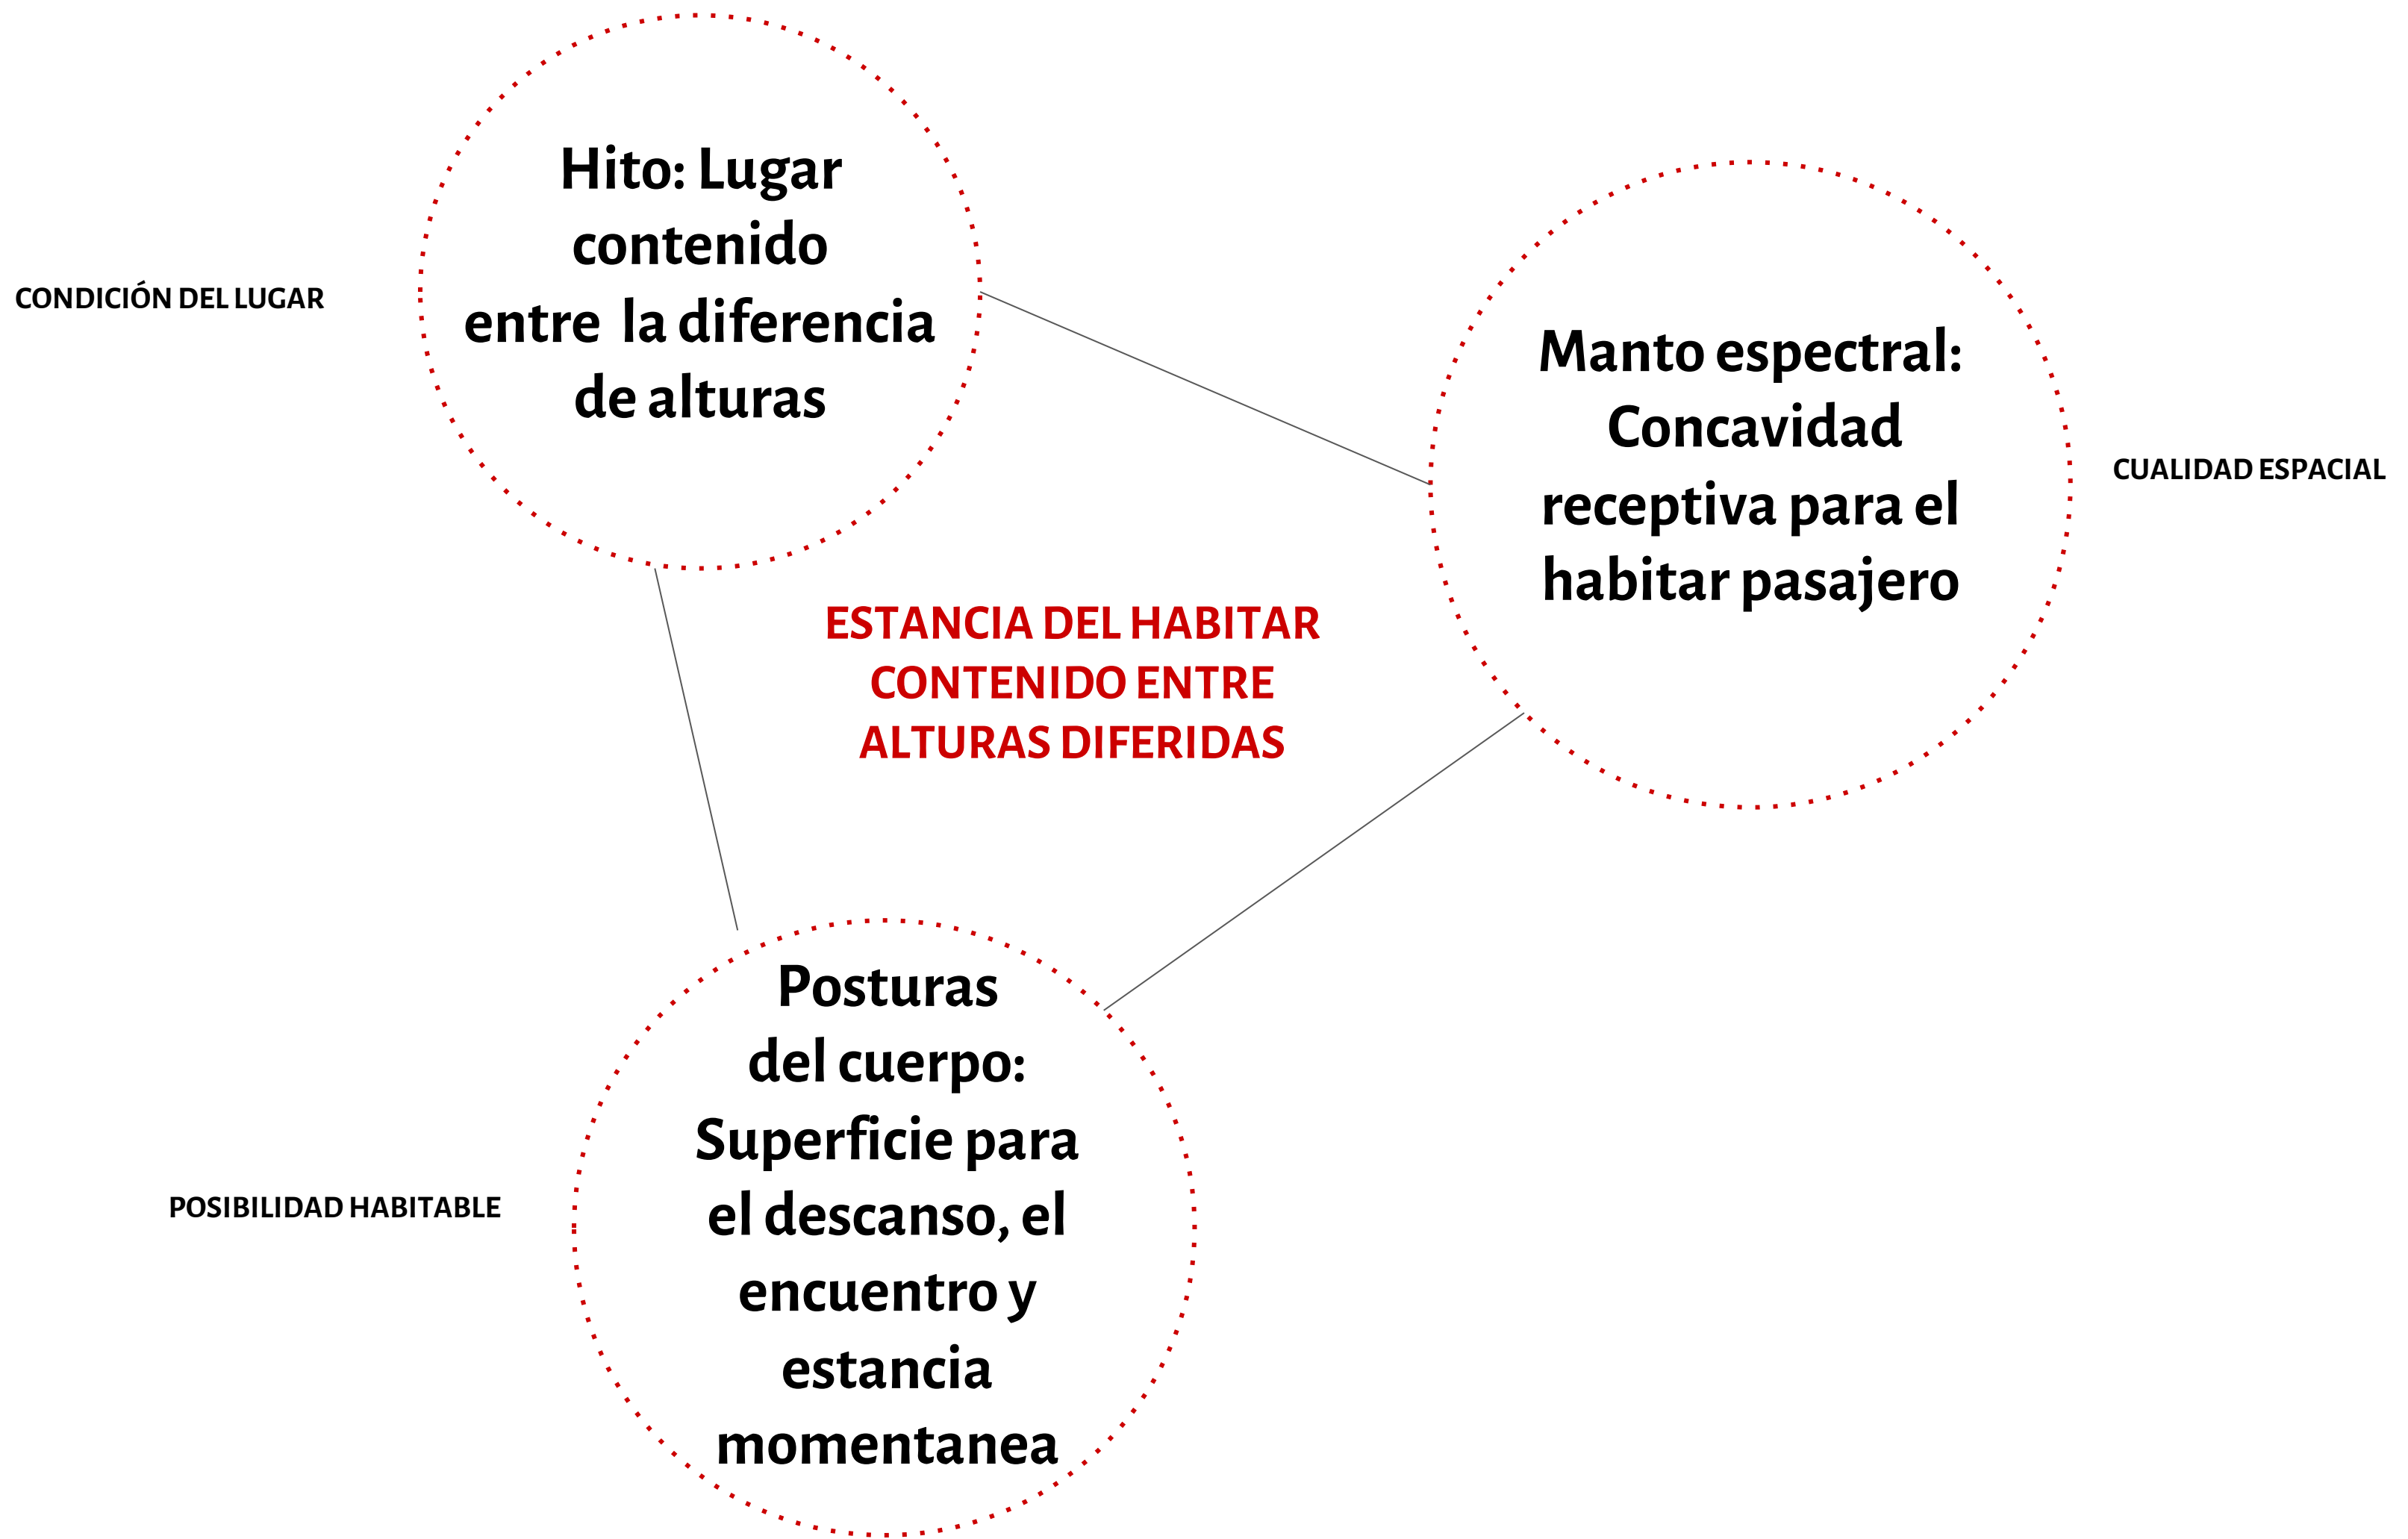 Hito: Lugar
contenido
entre  la diferencia
de alturas
CONDICIÓN DEL LUGAR
Manto espectral:
Concavidad
receptiva para el
habitar pasajero
CUALIDAD ESPACIAL
ESTANCIA DEL HABITAR
CONTENIDO ENTRE
ALTURAS DIFERIDAS
Posturas
del cuerpo:
Superficie para
el descanso, el
encuentro y
estancia
momentanea
POSIBILIDAD HABITABLE